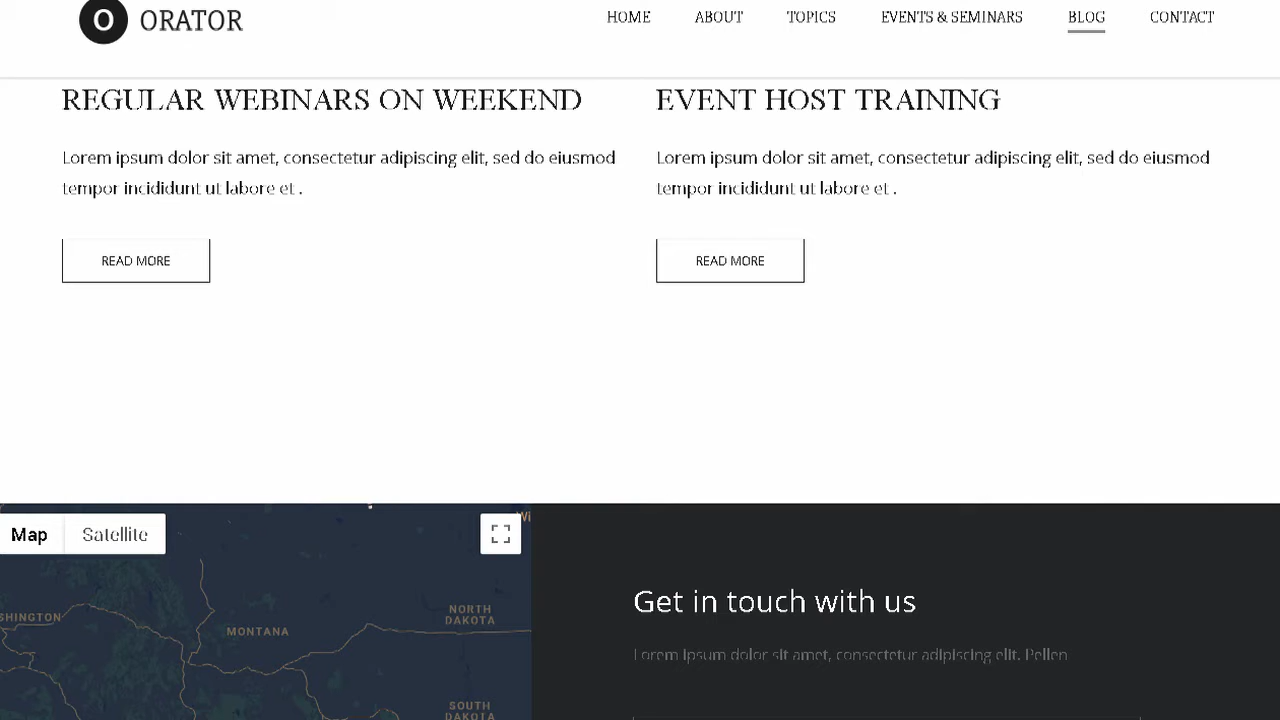 O ORATOR
HOME ABOUT TOPICS EVENTS & SEMINARS BLOG CONTACT
REGULAR WEBINARS ON WEEKEND
Lorem ipsum dolor sit amet, consectetur adipiscing elit, sed do eiusmod
tempor incididunt ut labore et .
READ MORE
EVENT HOST TRAINING
Lorem ipsum dolor sit amet, consectetur adipiscing elit, sed do eiusmod
tempor incididunt ut labore et .
READ MORE
Map Satellite
Wi
SHINGTON
MONTANA
NORTH
DAKOTA
SOUTH
DAKOTA
Get in touch with us
Lorem ipsum dolor sit amet, consectetur adipiscing elit. Pellen